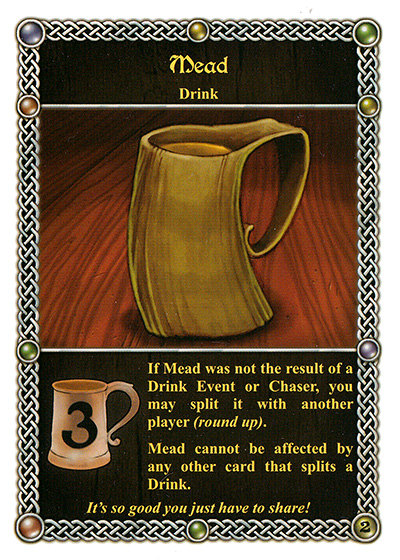 Mead
Drink
If Mead was not the result of a
Drink Event or Chaser, you
may split it with another
player (round up).
3
Mead cannot be affected by
any other card that splits a
Drink.
It's so good you just have to share!
2